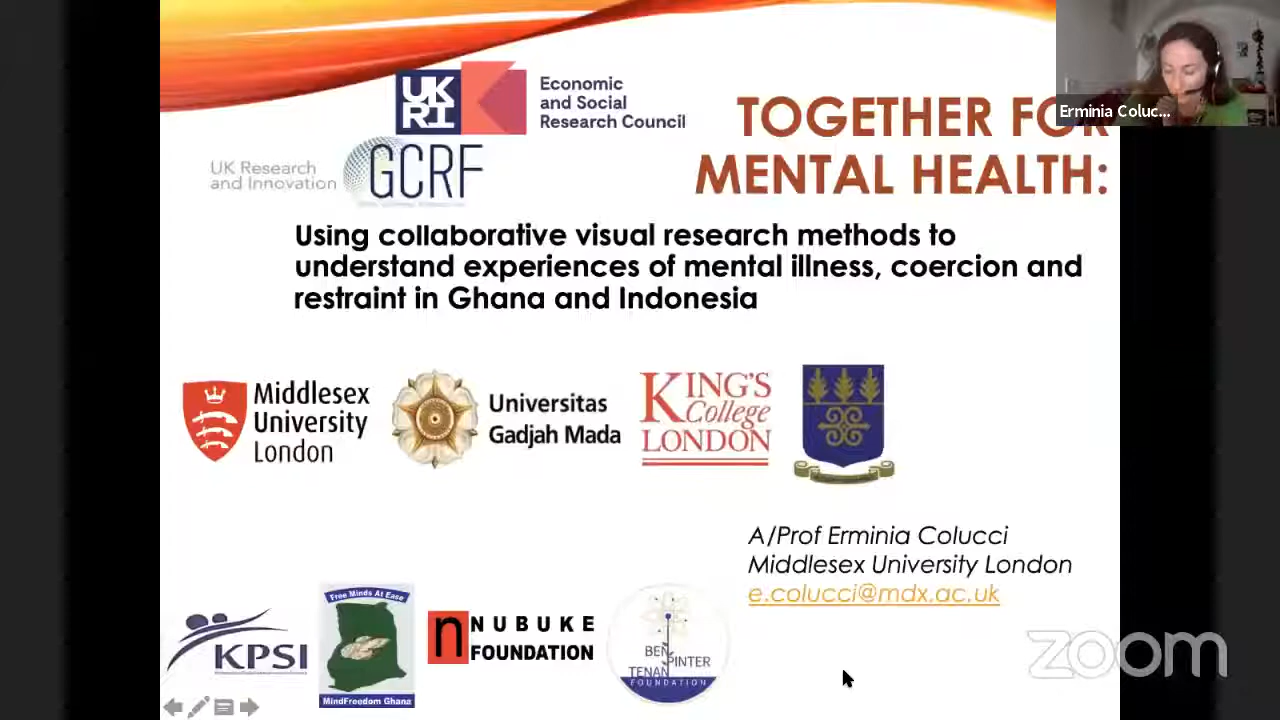 Erminia Coluc...
UKRI
Economic
and Social
Research Council
UK Research
and Innovation
GCRF
TOGETHER FOR
MENTAL HEALTH:
Using collaborative visual research methods to
understand experiences of mental illness, coercion and
restraint in Ghana and Indonesia
Middlesex
University
London
Universitas
Gadjah Mada
KING'S
College
LONDON
A/Prof Erminia Colucci
Middlesex University London
e.colucci@mdx.ac.uk
KPSI
Free Minds At Ease
MindFreedom Ghana
n
NUBUKE
FOUNDATION
BEN
TENAN PINTER
FOUNDATION
zoom